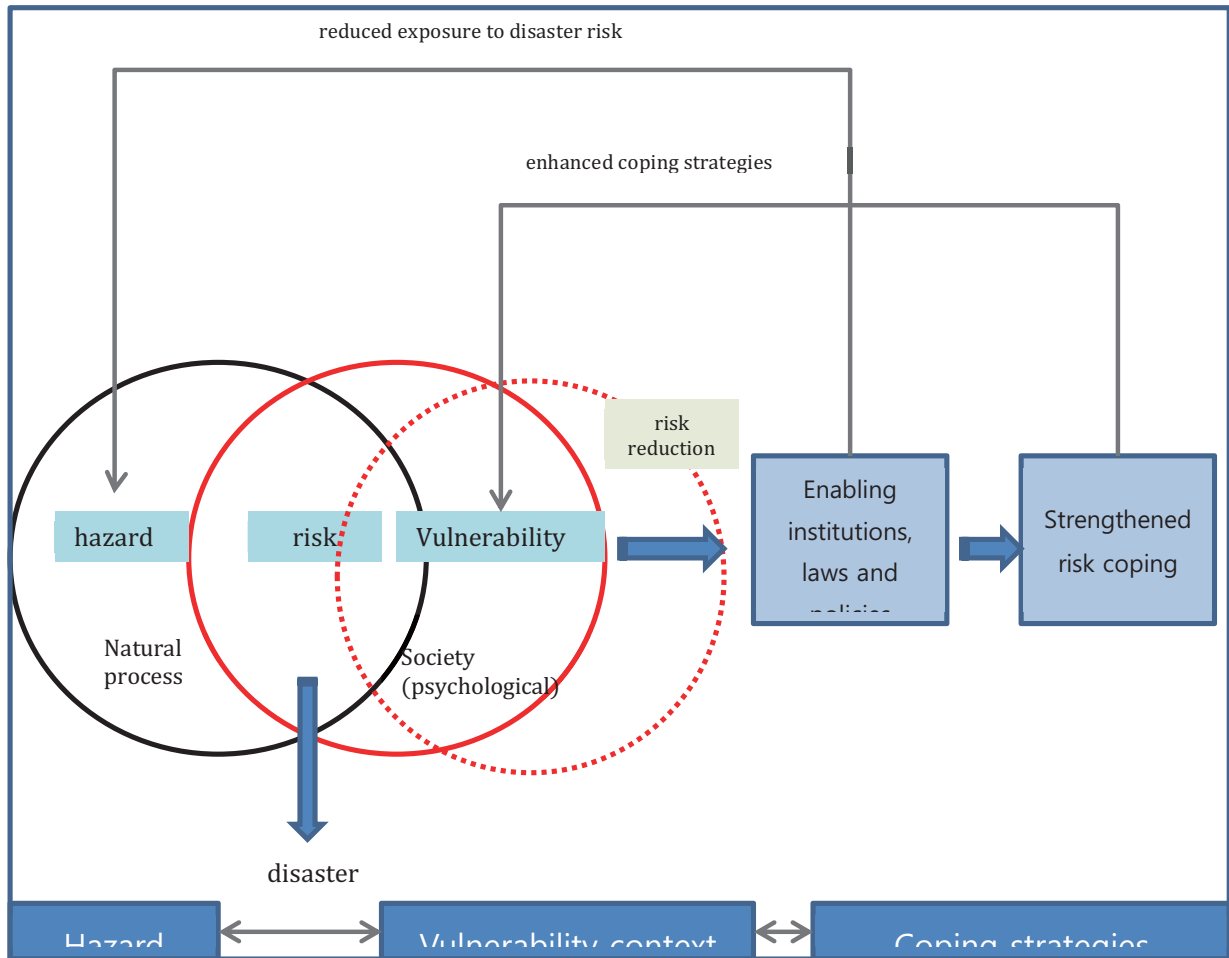 reduced exposure to disaster risk
enhanced coping strategies
risk
reduction
hazard
risk
Vulnerability
Enabling
institutions,
laws and
policies
Strengthened
risk coping
Natural
process
Society
(psychological)
disaster
Hazard
Vulnerability context
Coping strategies